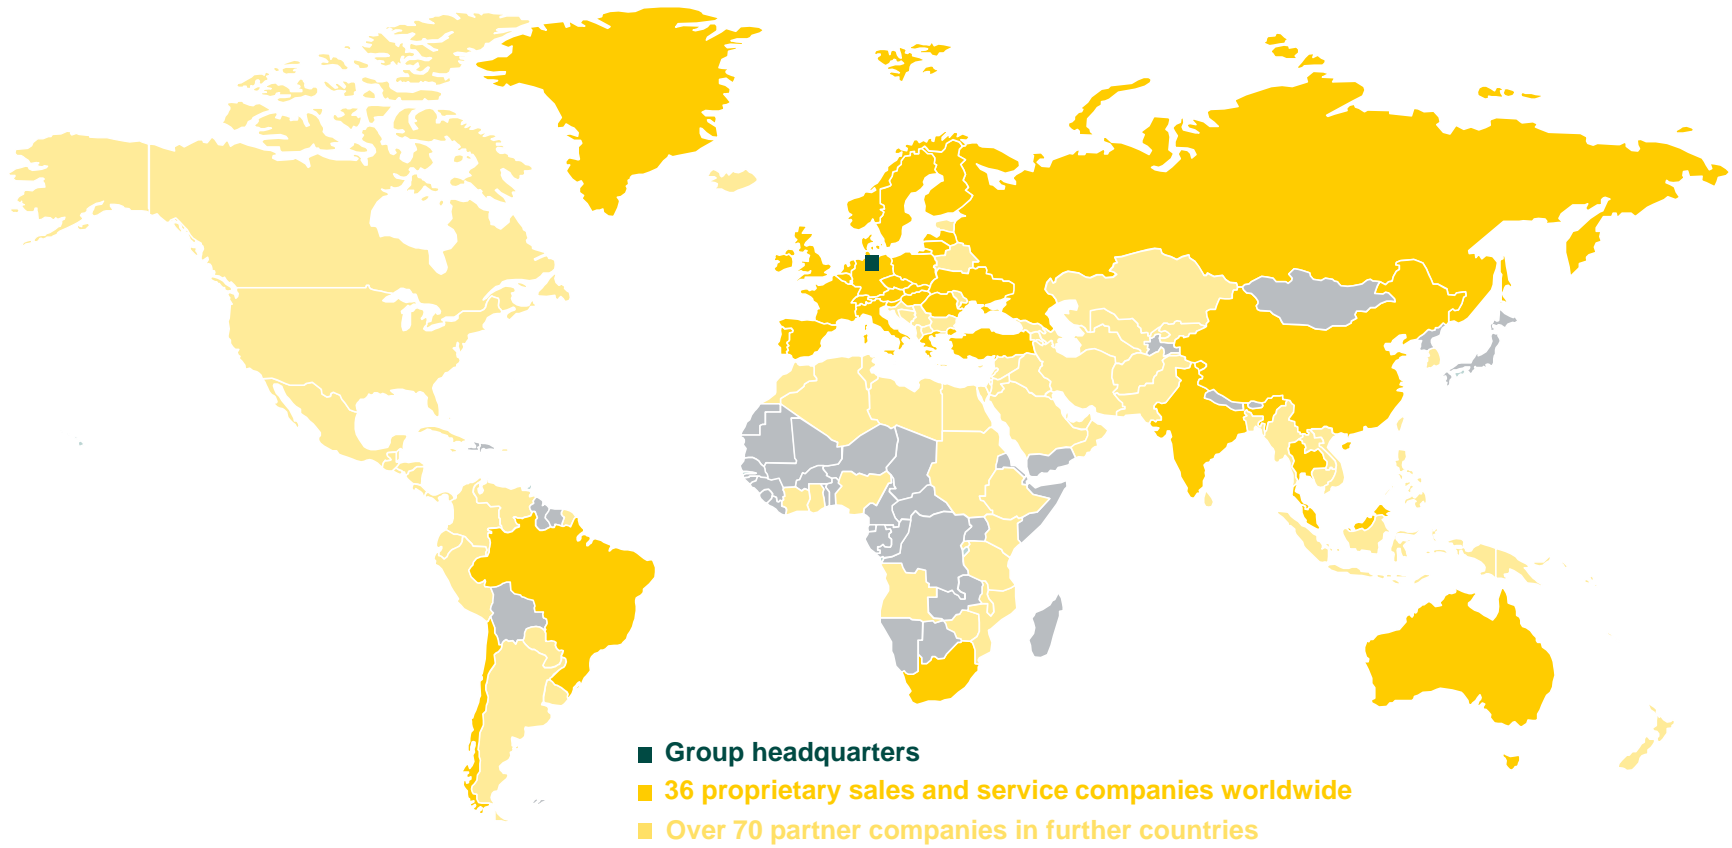 Group headquarters
36 proprietary sales and service companies worldwide
Over 70 partner companies in further countries